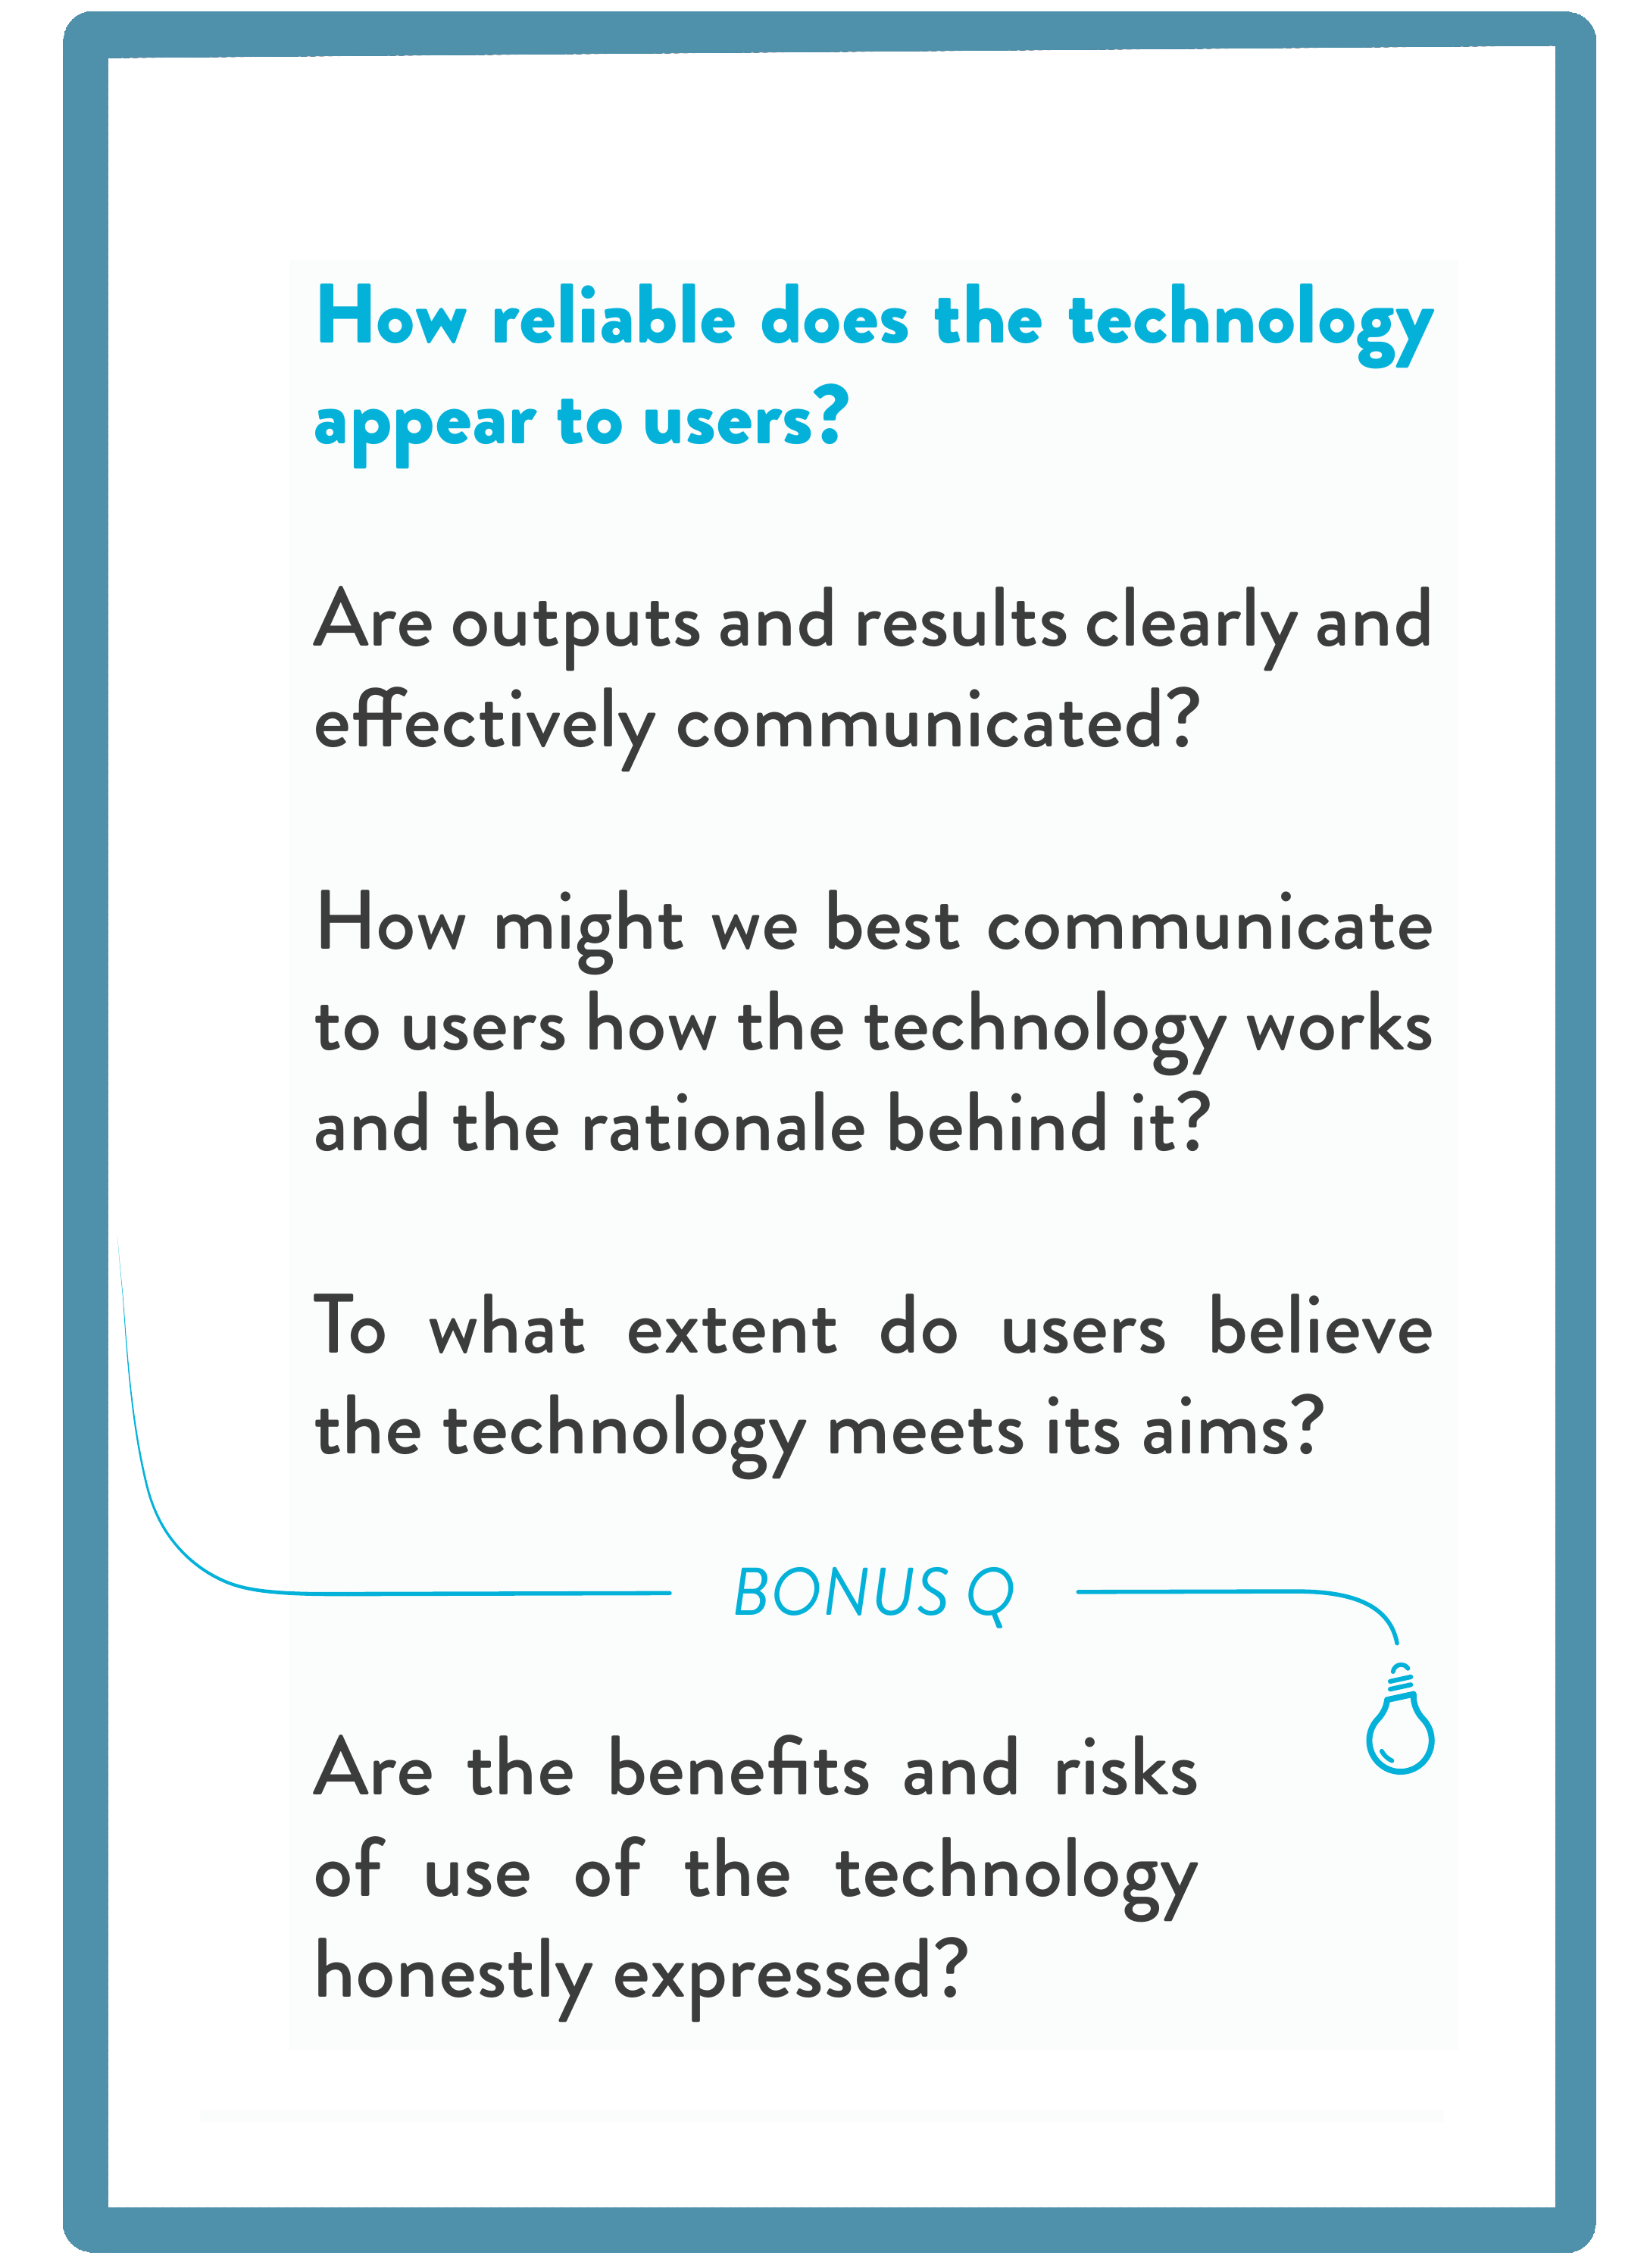 How reliable does the technology
appear to users?
Are outputs and results clearly and
effectively communicated?
How might we best communicate
to users how the technology works
and the rationale behind it?
To what extent do users believe
the technology meets its aims?
BONUS Q
Are the benefits and risks
of use of the technology
honestly expressed?